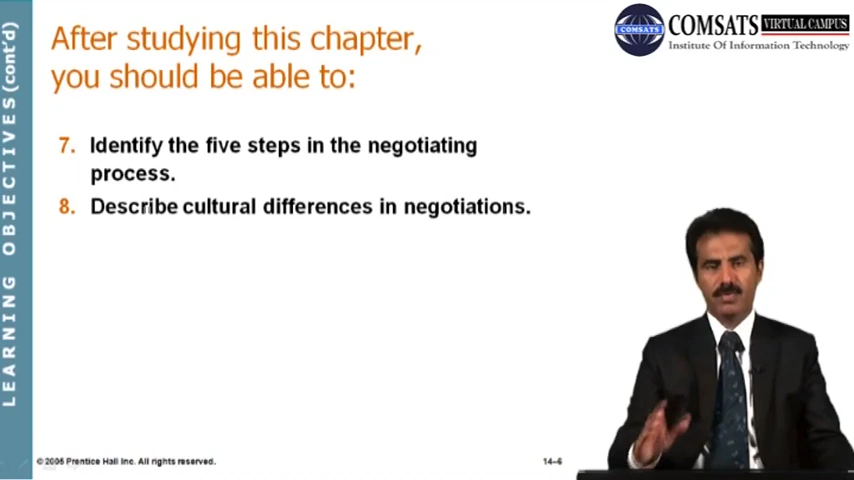 After studying this chapter,
you should be able to:
COMSATS
COMSATS VIRTUAL CAMPUS
Institute Of Information Technology
LEARNING OBJECTIVES (cont'd)
7. Identify the five steps in the negotiating
process.
8. Describe cultural differences in negotiations.
© 2005 Prentice Hall Inc. All rights reserved.
14–6